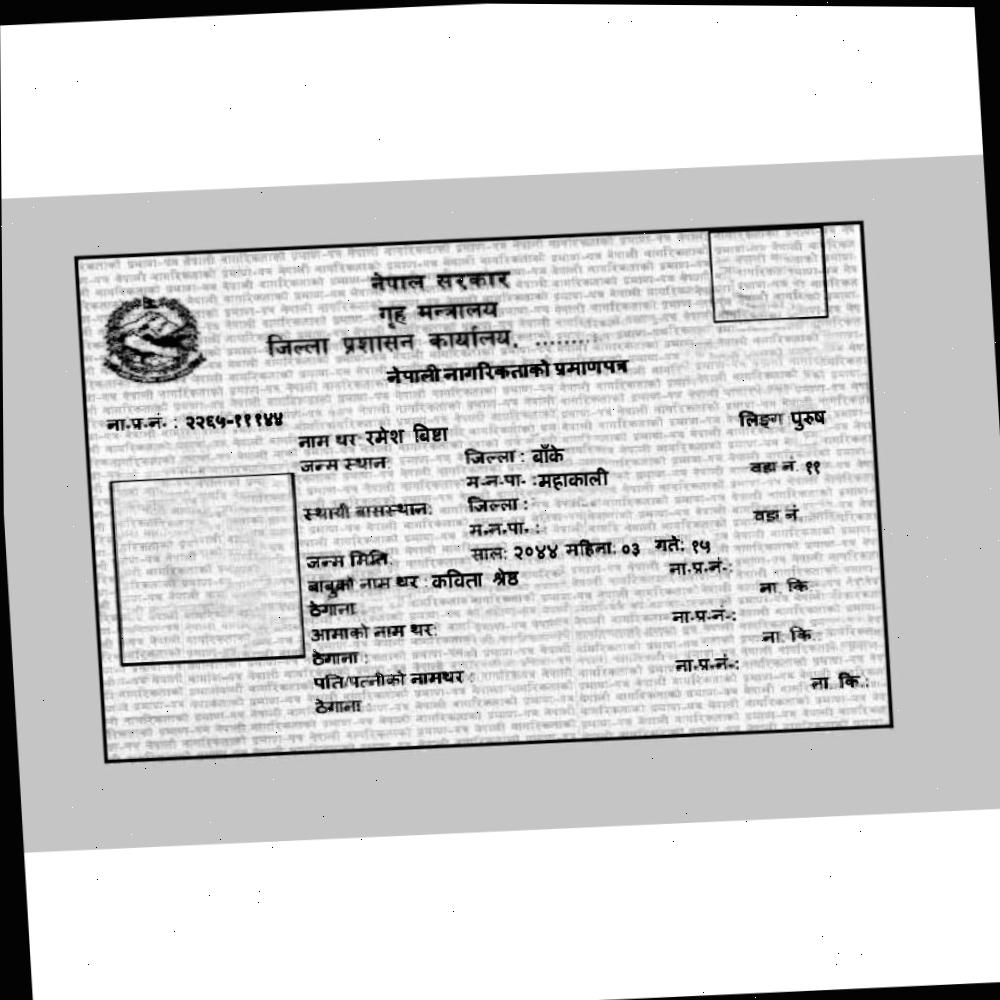 नेपाल सरकार
गृह मन्त्रालय
जिल्ला प्रशासन कार्यालय, .........
नेपाली नागरिकताको प्रमाणपत्र
ना.प्र.नं. : २२६५-१११४४ लिङ्ग पुरुष
नाम थर रमेश बिष्टा
जन्म स्थान: जिल्ला : बाँके वडा नं. ११
म.न.पा. :महाकाली
स्थायी बासस्थान: जिल्ला : वडा नं.
म.न.पा. :
जन्म मिति: साल: २०४४ महिना: ०३ गते: १५
बाबुको नाम थर : कविता श्रेष्ठ ना.प्र.नं.:
ठेगाना ना. कि.
आमाको नाम थर: ना.प्र.नं.:
ठेगाना : ना. कि.:
पति/पत्नीको नामथर : ना.प्र.नं.:
ठेगाना : ना. कि.: